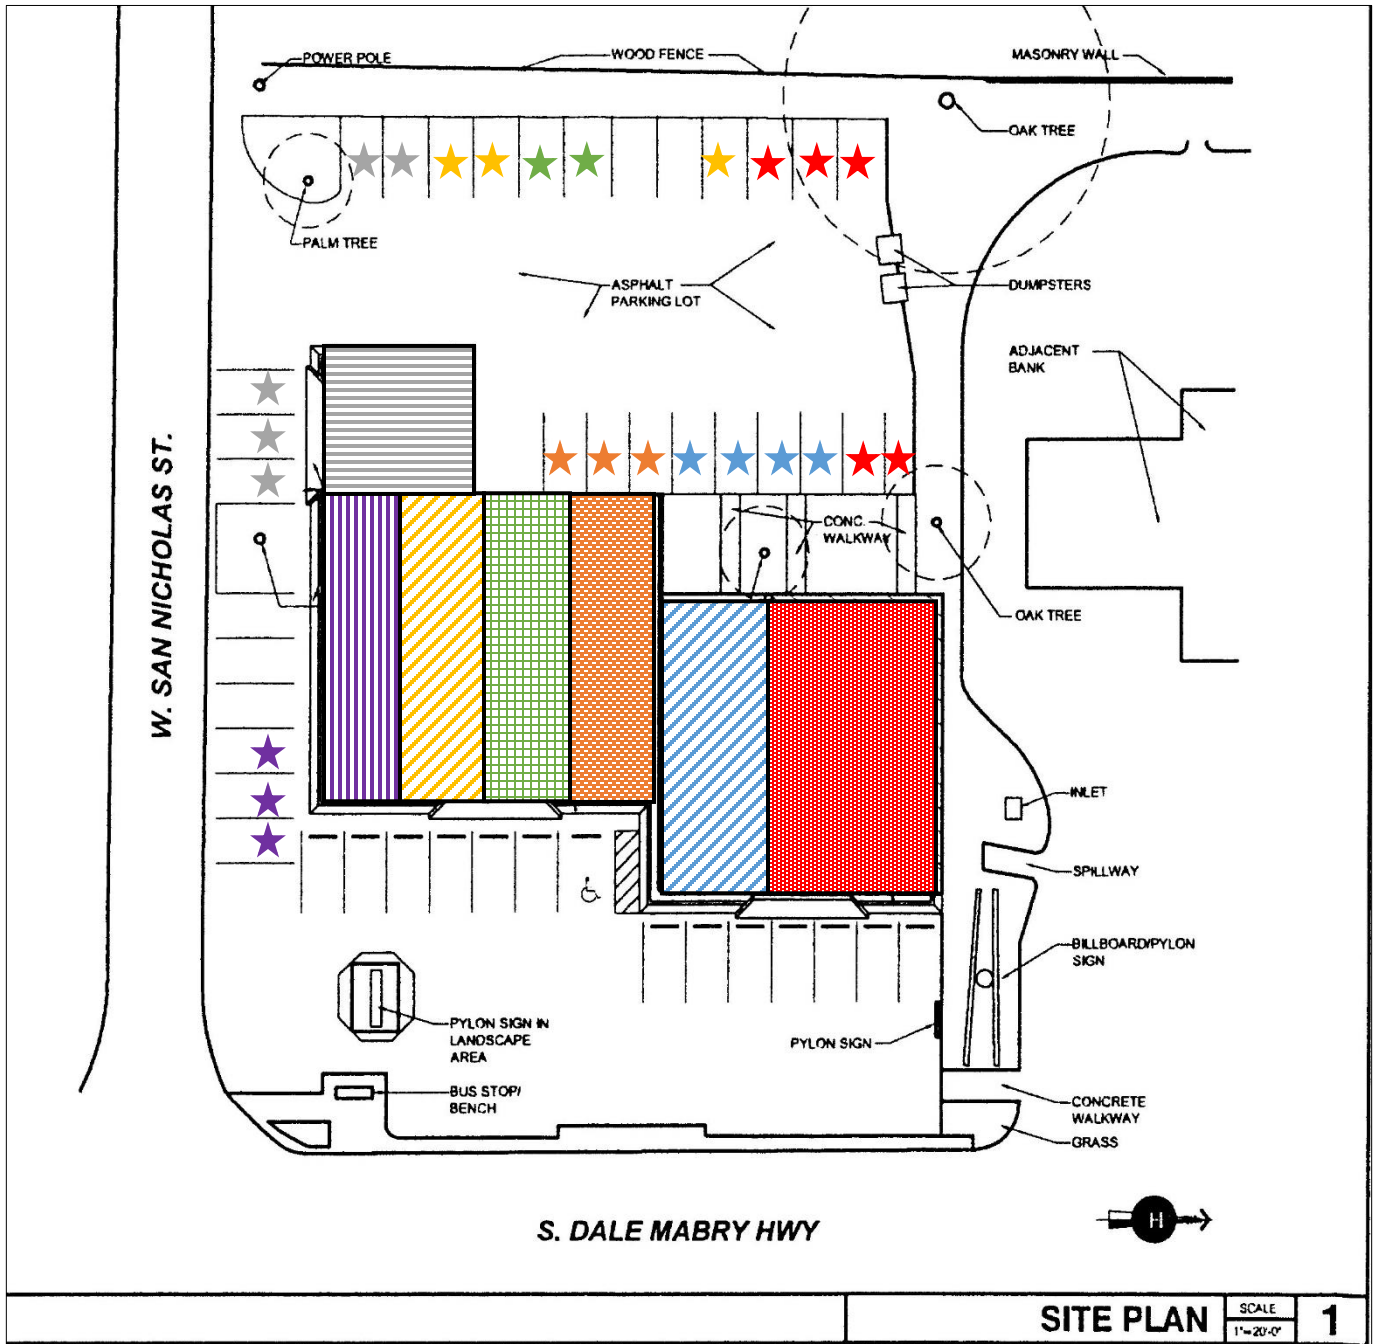 POWER POLE
WOOD FENCE
MASONRY WALL
OAK TREE
PALM TREE
ASPHALT
PARKING LOT
DUMPSTERS
ADJACENT
BANK
W. SAN NICHOLAS ST.
CONC.
WALKWAY
OAK TREE
INLET
SPILLWAY
BILLBOARD/PYLON
SIGN
PYLON SIGN IN
LANDSCAPE
AREA
PYLON SIGN
BUS STOP/
BENCH
CONCRETE
WALKWAY
GRASS
S. DALE MABRY HWY
H
SITE PLAN
SCALE
1"=20'-0"
1